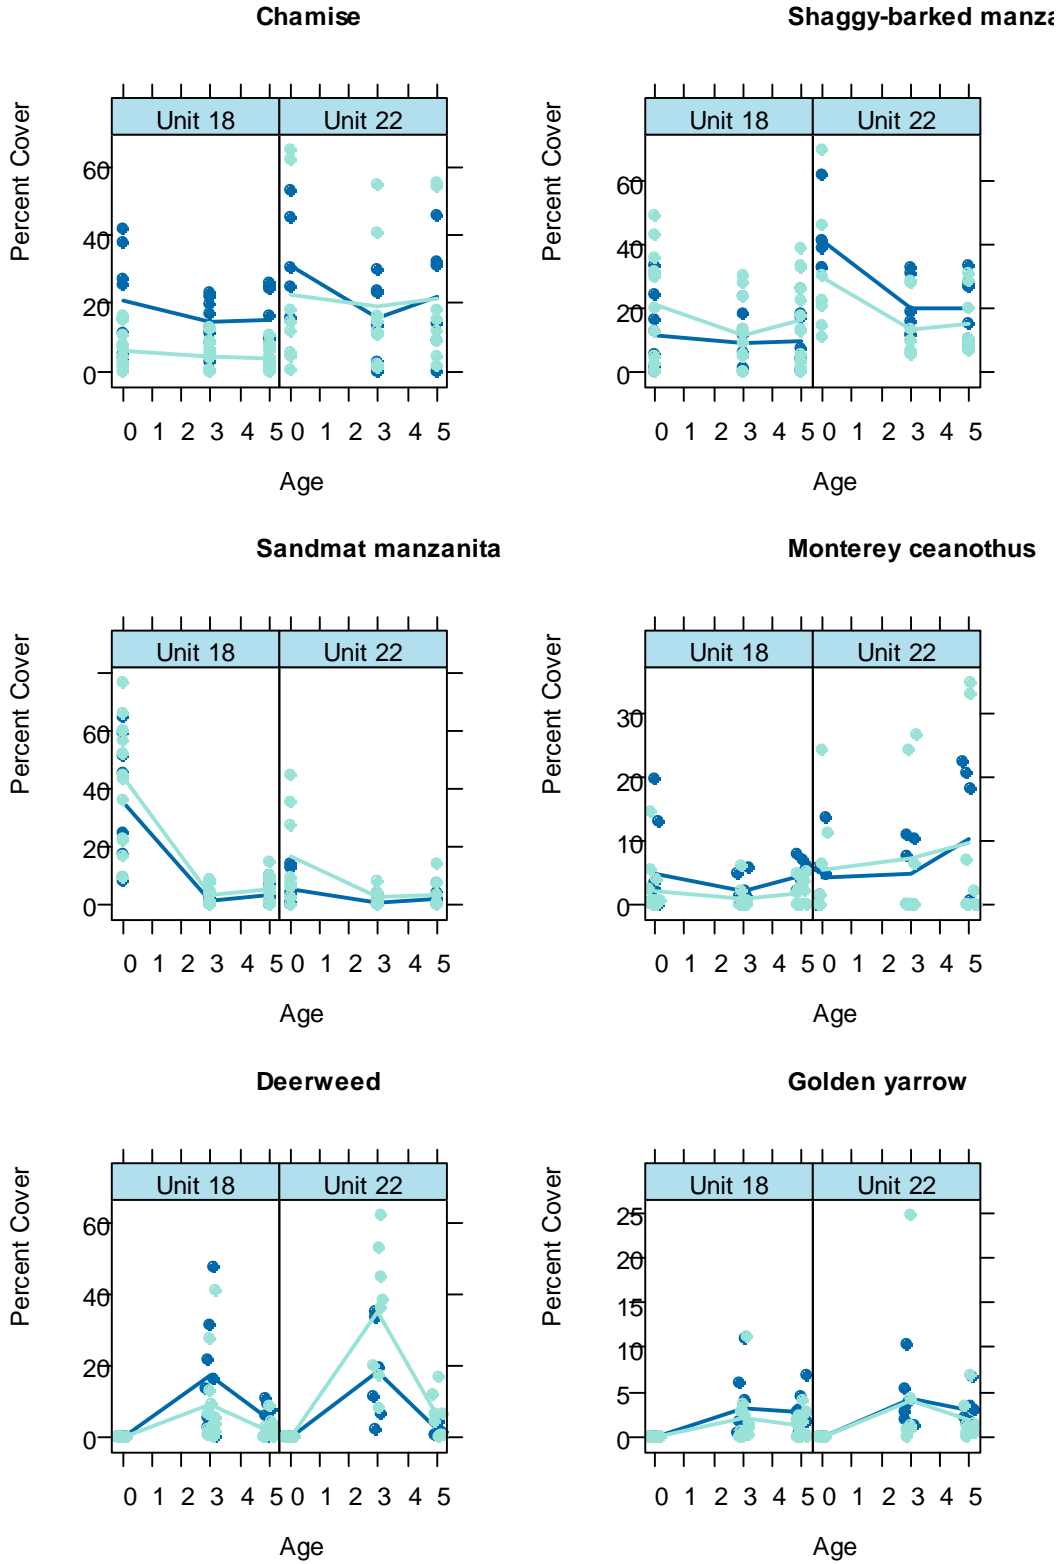 Chamise
Shaggy-barked manza
Percent Cover
Percent Cover
Unit 18 Unit 22
Unit 18 Unit 22
60
40
20
0
60
40
20
0
0 1 2 3 4 5 0 1 2 3 4 5
0 1 2 3 4 5 0 1 2 3 4 5
Age
Age
Sandmat manzanita
Monterey ceanothus
Percent Cover
Percent Cover
Unit 18 Unit 22
Unit 18 Unit 22
60
40
20
0
30
20
10
0
0 1 2 3 4 5 0 1 2 3 4 5
0 1 2 3 4 5 0 1 2 3 4 5
Age
Age
Deerweed
Golden yarrow
Percent Cover
Percent Cover
Unit 18 Unit 22
Unit 18 Unit 22
60
40
20
0
25
20
15
10
5
0
0 1 2 3 4 5 0 1 2 3 4 5
0 1 2 3 4 5 0 1 2 3 4 5
Age
Age